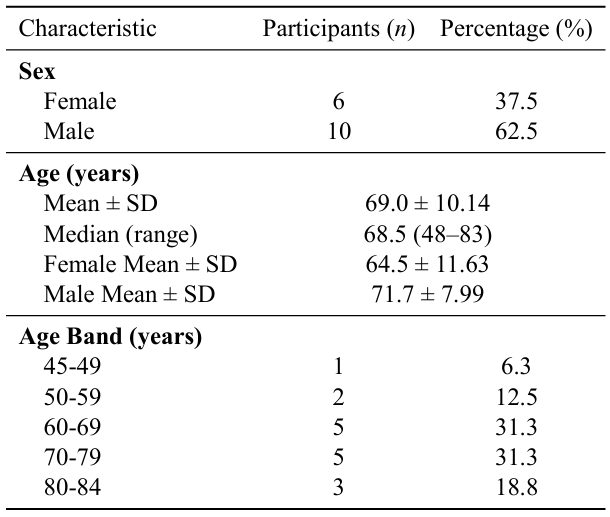 Characteristic Participants (n) Percentage (%)
Sex
Female 6 37.5
Male 10 62.5
Age (years)
Mean ± SD 69.0 ± 10.14
Median (range) 68.5 (48–83)
Female Mean ± SD 64.5 ± 11.63
Male Mean ± SD 71.7 ± 7.99
Age Band (years)
45-49 1 6.3
50-59 2 12.5
60-69 5 31.3
70-79 5 31.3
80-84 3 18.8